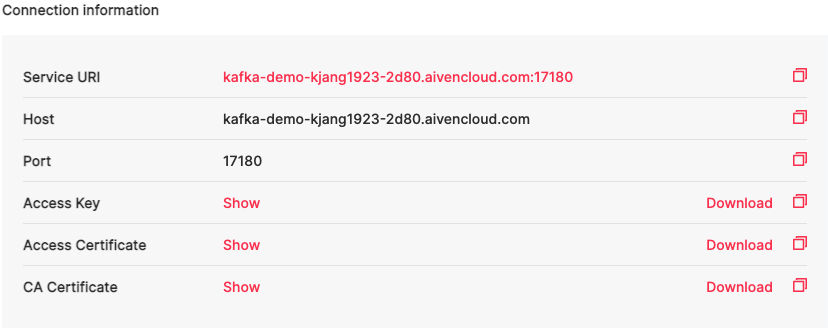 Connection information
Service URI kafka-demo-kjang1923-2d80.aivencloud.com:17180
Host kafka-demo-kjang1923-2d80.aivencloud.com
Port 17180
Access Key Show Download
Access Certificate Show Download
CA Certificate Show Download